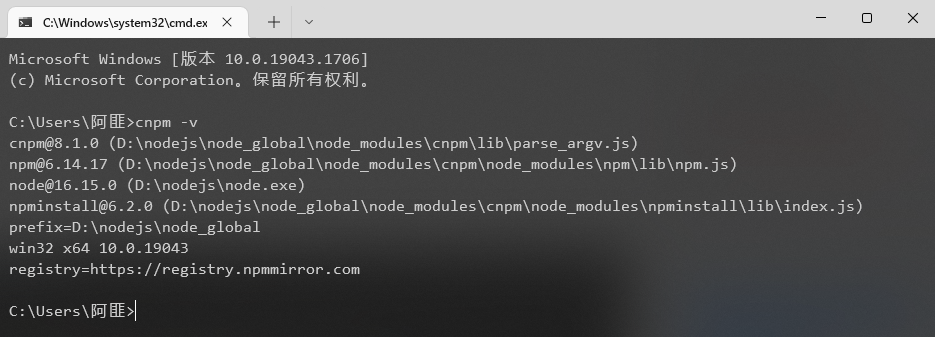 C:\Windows\system32\cmd.ex
Microsoft Windows [版本 10.0.19043.1706]
(c) Microsoft Corporation。保留所有权利。
C:\Users\阿匪>cnpm -v
cnpm@8.1.0 (D:\nodejs\node_global\node_modules\cnpm\lib\parse_argv.js)
npm@6.14.17 (D:\nodejs\node_global\node_modules\cnpm\node_modules\npm\lib\npm.js)
node@16.15.0 (D:\nodejs\node.exe)
npminstall@6.2.0 (D:\nodejs\node_global\node_modules\cnpm\node_modules\npminstall\lib\index.js)
prefix=D:\nodejs\node_global
win32 x64 10.0.19043
registry=https://registry.npmmirror.com
C:\Users\阿匪>